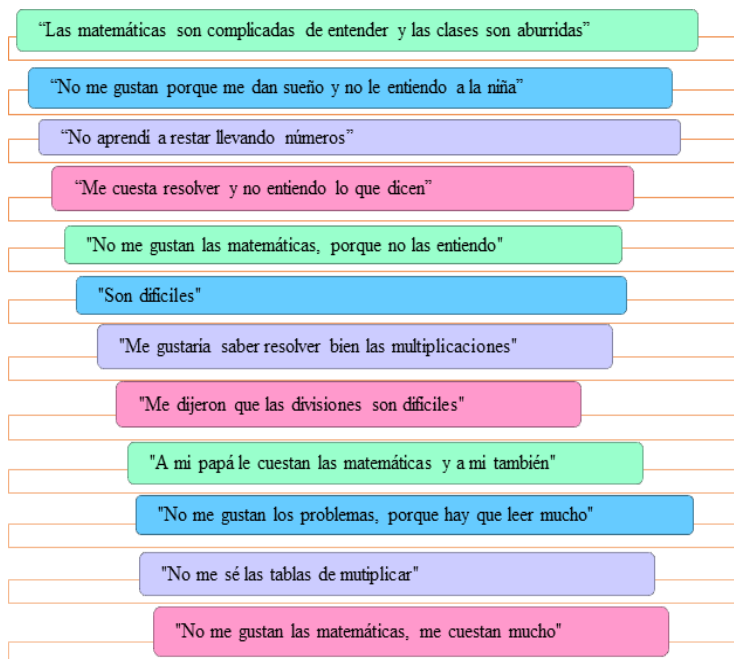 “Las matemáticas son complicadas de entender y las clases son aburridas”
“No me gustan porque me dan sueño y no le entiendo a la niña”
“No aprendí a restar llevando números”
“Me cuesta resolver y no entiendo lo que dicen”
"No me gustan las matemáticas, porque no las entiendo"
"Son difíciles"
"Me gustaria saber resolver bien las multiplicaciones"
"Me dijeron que las divisiones son difíciles"
"A mi papá le cuestan las matemáticas y a mi también"
"No me gustan los problemas, porque hay que leer mucho"
"No me sé las tablas de mutiplicar"
"No me gustan las matemáticas, me cuestan mucho"